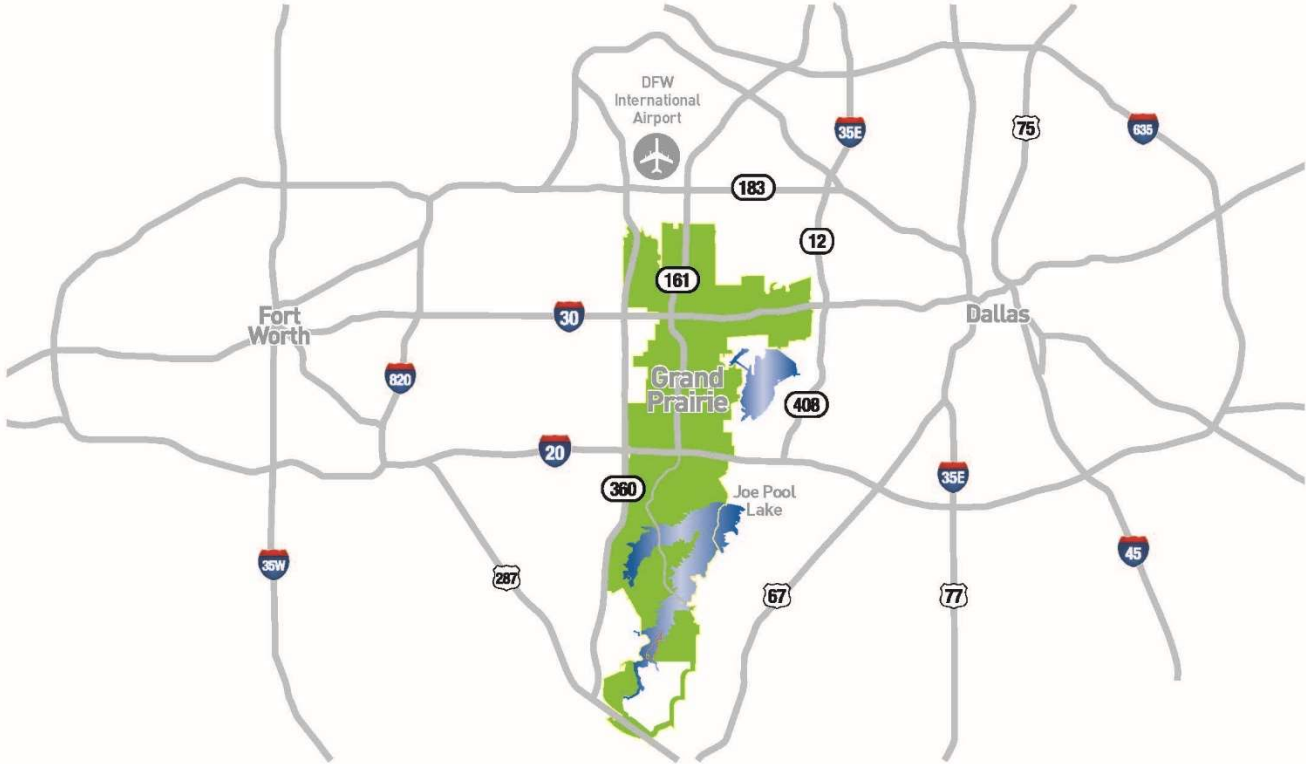 DFW
International
Airport
35E
75
635
183
12
161
30
Fort
Worth
Dallas
820
Grand
Prairie
408
20
360
35E
Joe Pool
Lake
45
35W
287
67
77